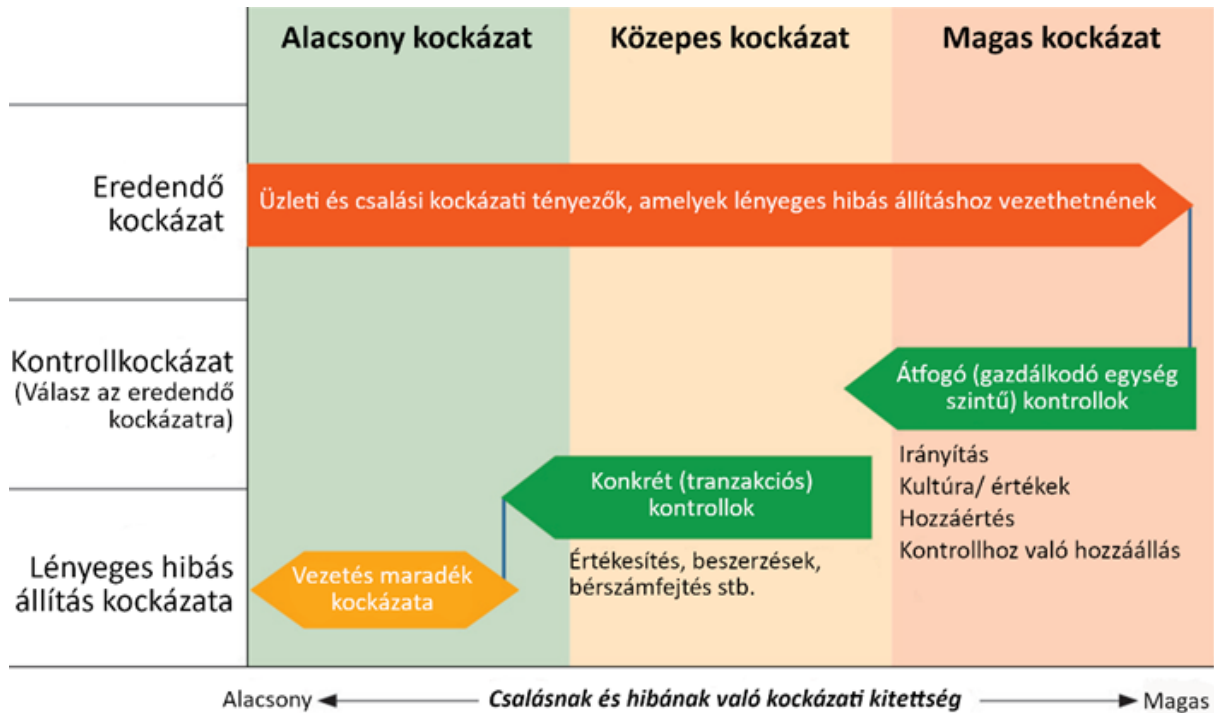 Alacsony kockázat
Közepes kockázat
Magas kockázat
Eredendő
kockázat
Üzleti és csalási kockázati tényezők, amelyek lényeges hibás állításhoz vezethetnének
Kontrollkockázat
(Válasz az eredendő
kockázatra)
Átfogó (gazdálkodó egység
szintű) kontrollok
Irányítás
Kultúra/ értékek
Hozzáértés
Kontrollhoz való hozzáállás
Konkrét (tranzakciós)
kontrollok
Értékesítés, beszerzések,
bérszámfejtés stb.
Lényeges hibás
állítás kockázata
Vezetés maradék
kockázata
Alacsony
Csalásnak és hibának való kockázati kitettség
Magas